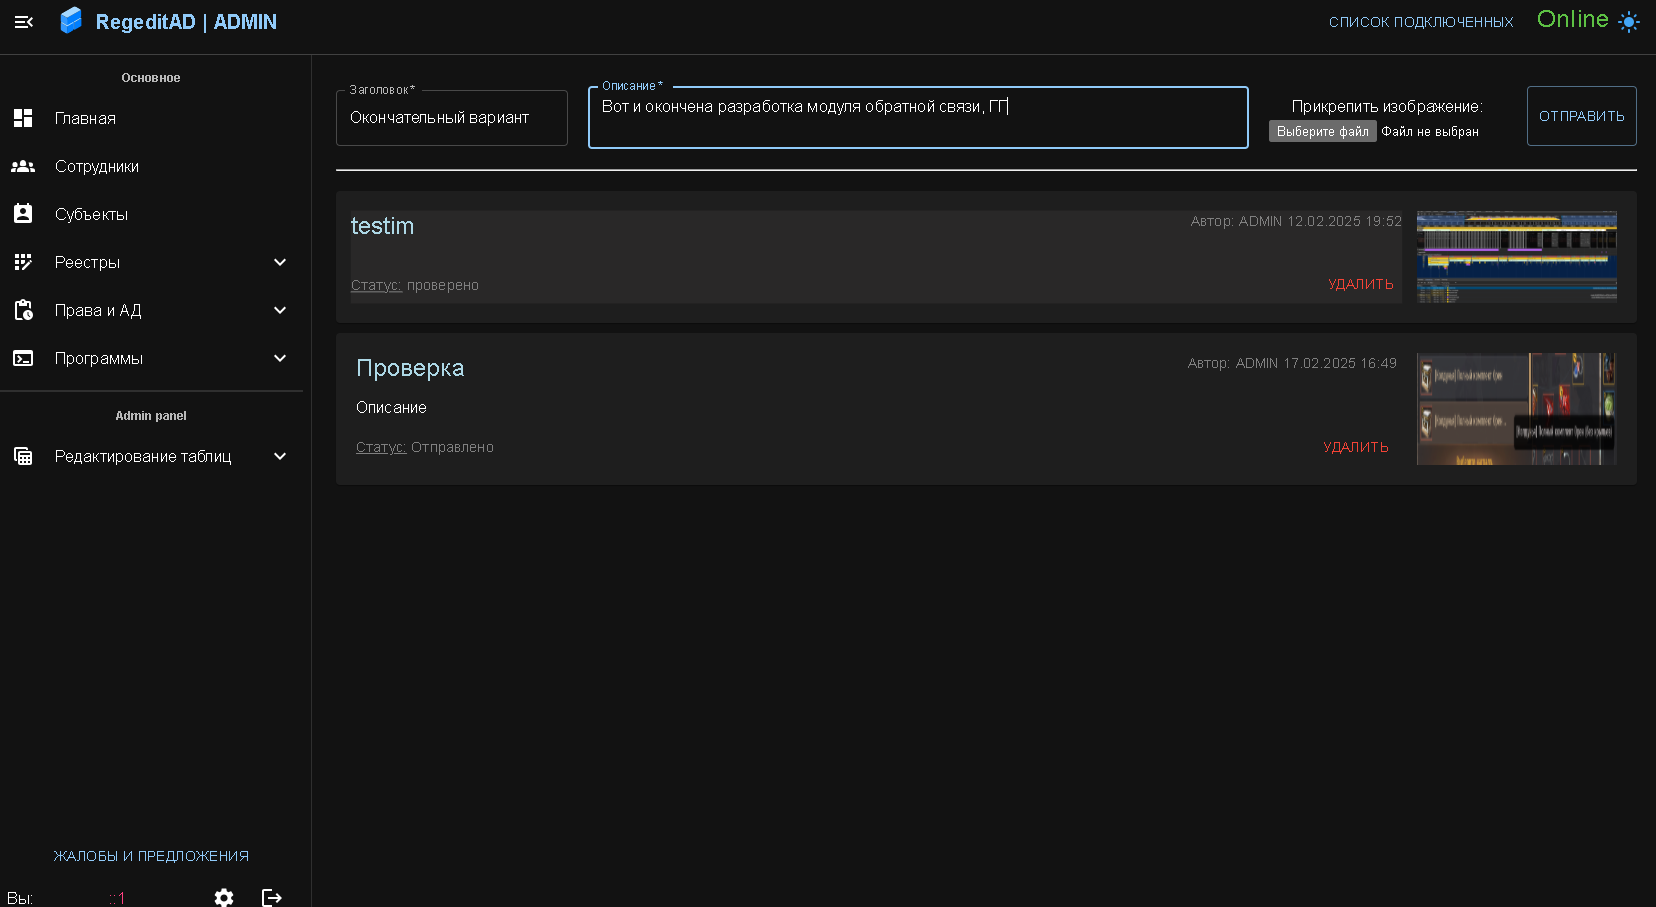 RegeditAD | ADMIN
СПИСОК ПОДКЛЮЧЕННЫХ
Online
Основное
Главная
Сотрудники
Субъекты
Реестры
Права и АД
Программы
Admin panel
Редактирование таблиц
ЖАЛОБЫ И ПРЕДЛОЖЕНИЯ
Вы: ::1
Заголовок*
Окончательный вариант
Описание*
Вот и окончена разработка модуля обратной связи, ГГ
Прикрепить изображение:
Выберите файл Файл не выбран
ОТПРАВИТЬ
testim
Автор: ADMIN 12.02.2025 19:52
Статус: проверено
УДАЛИТЬ
Проверка
Автор: ADMIN 17.02.2025 16:49
Описание
Статус: Отправлено
УДАЛИТЬ